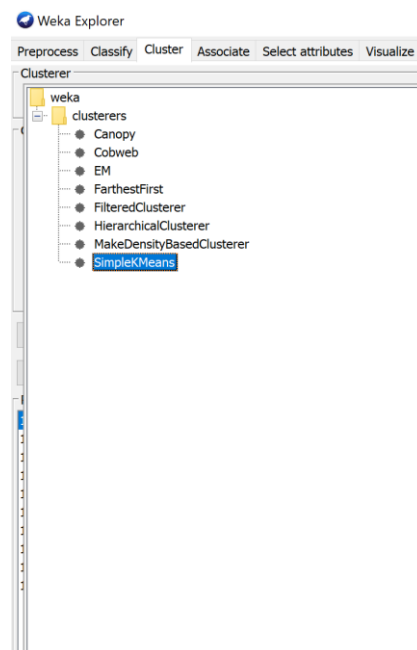 Weka Explorer
Preprocess Classify Cluster Associate Select attributes Visualize
Clusterer
weka
clusterers
Canopy
Cobweb
EM
FarthestFirst
FilteredClusterer
HierarchicalClusterer
MakeDensityBasedClusterer
SimpleKMeans